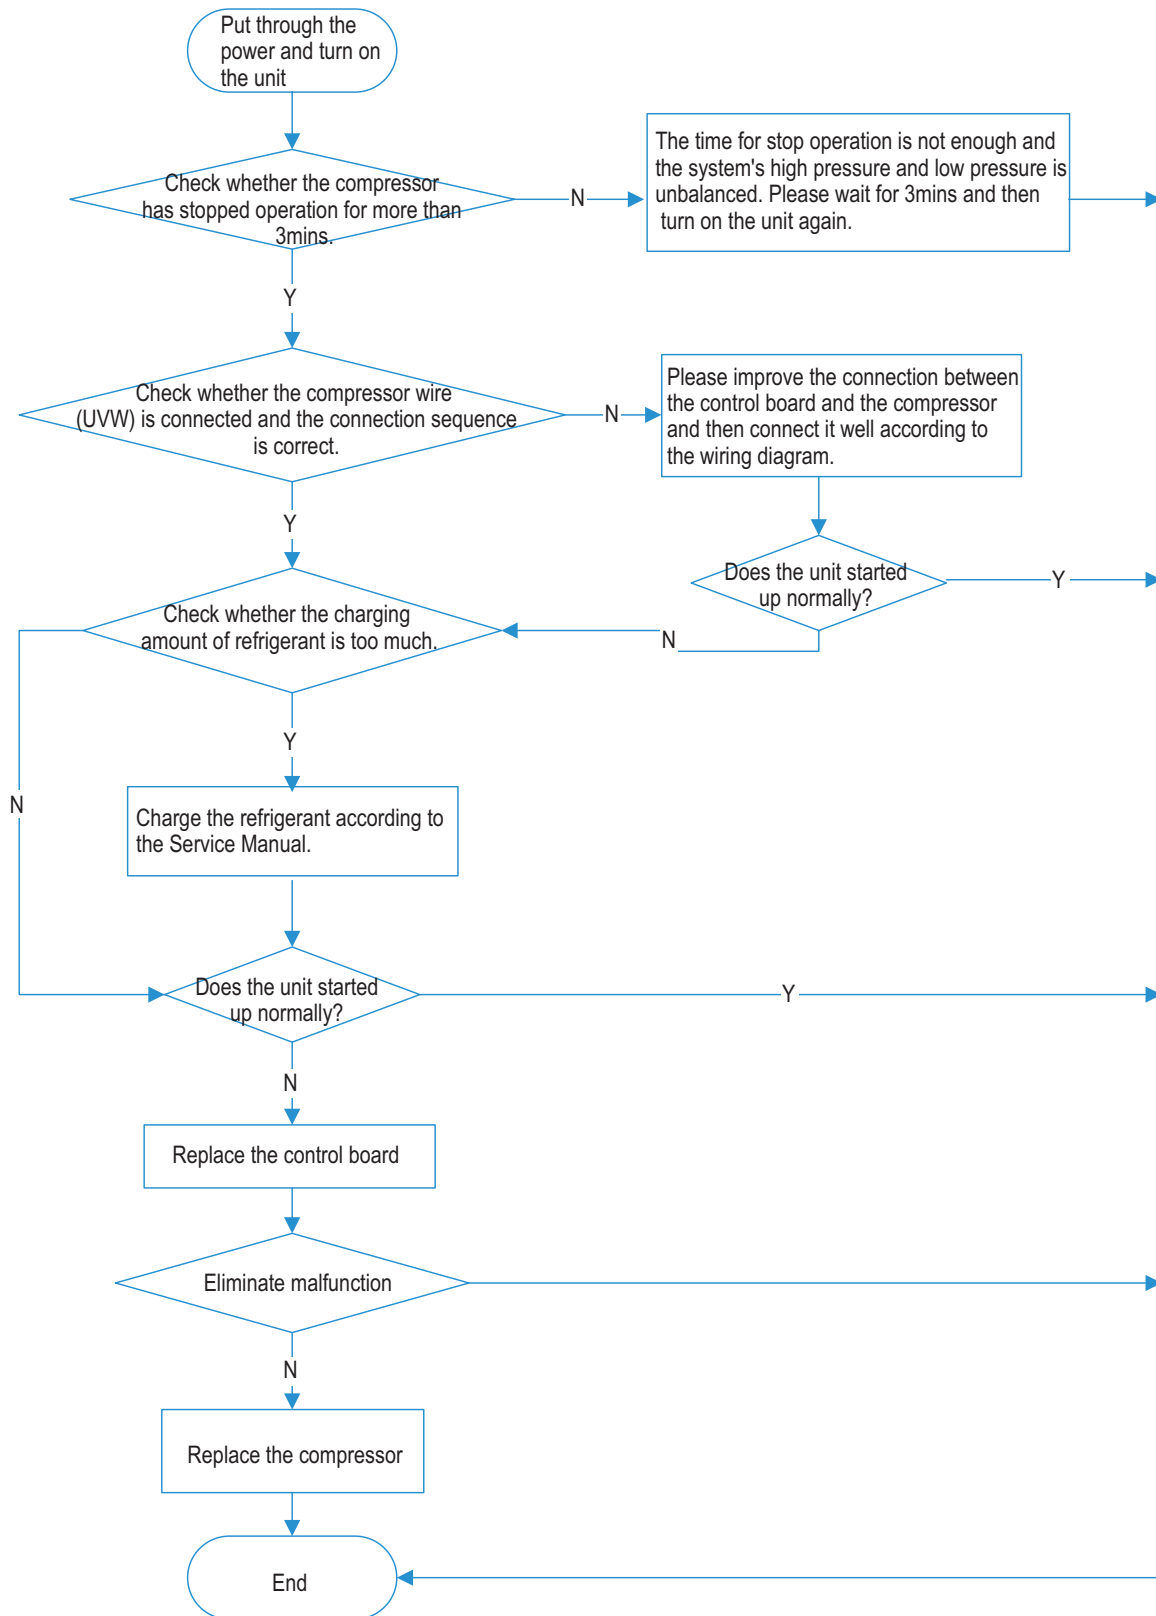 Put through the
power and turn on
the unit
Check whether the compressor
has stopped operation for more than
3mins.
N
The time for stop operation is not enough and
the system's high pressure and low pressure is
unbalanced. Please wait for 3mins and then
turn on the unit again.
Y
Check whether the compressor wire
(UVW) is connected and the connection sequence
is correct.
N
Please improve the connection between
the control board and the compressor
and then connect it well according to
the wiring diagram.
Y
Does the unit started
up normally?
Y
N
Check whether the charging
amount of refrigerant is too much.
Y
N
Charge the refrigerant according to
the Service Manual.
Does the unit started
up normally?
Y
N
Replace the control board
Eliminate malfunction
N
Replace the compressor
End